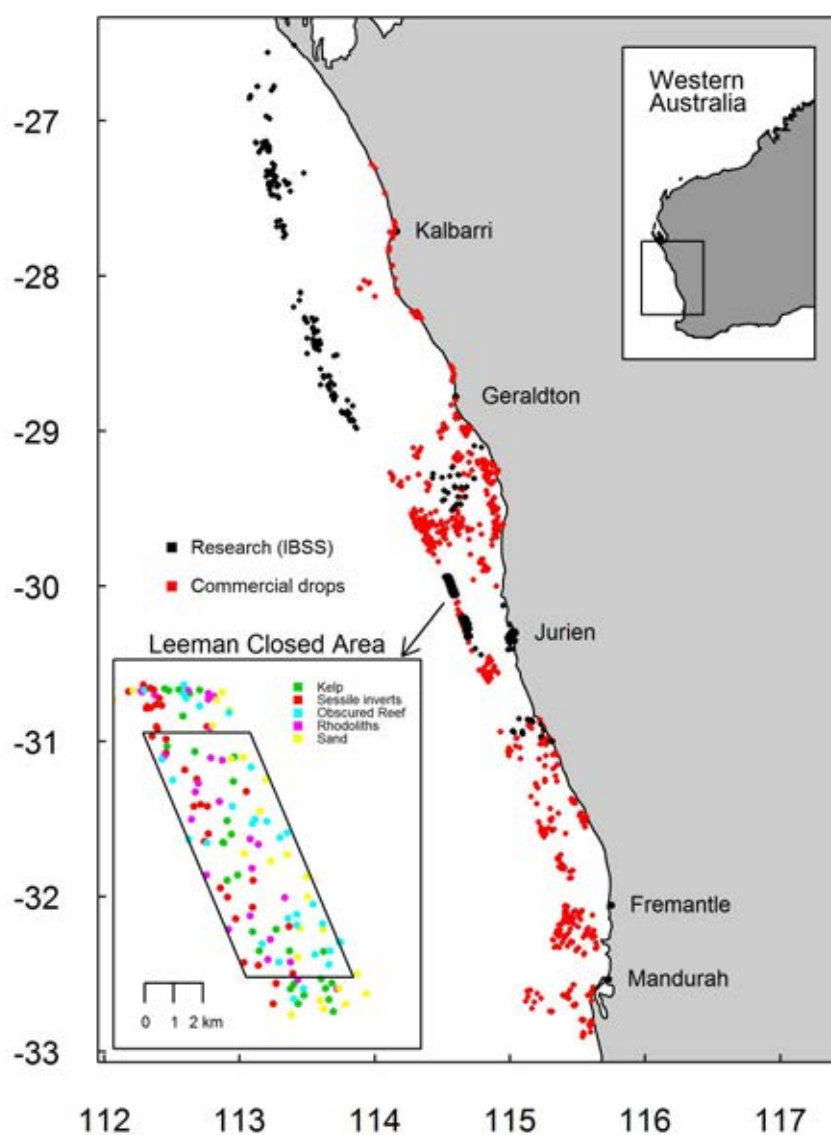 Western
Australia
-27
Kalbarri
-28
Geraldton
-29
Research (IBSS)
Commercial drops
-30
Jurien
Leeman Closed Area
Kelp
Sessile inverts
Obscured Reef
Rhodoliths
Sand
-31
-32
Fremantle
Mandurah
0 1 2 km
-33
112 113 114 115 116 117